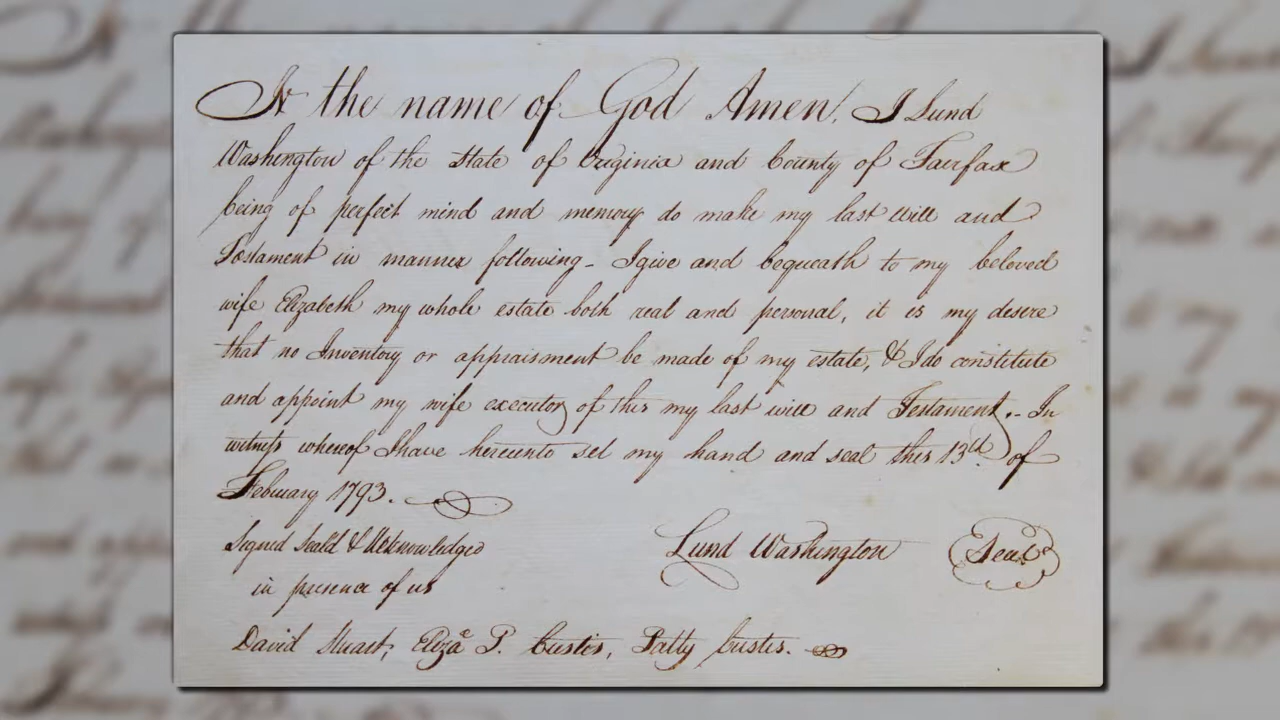 In the name of God Amen! I Lund
Washington of the State of Virginia and County of Fairfax
being of perfect mind and memory do make my last will and
Testament in manner following - I give and bequeath to my beloved
wife Elizabeth my whole estate both real and personal, it is my desere
that no Inventory or appraisment be made of my estate, & I do constitute
and appoint my wife executor of this my last will and Testament. - In
witness whereof I have hereunto set my hand and seal this 13th of
February 1793.
Signed Seald & Acknowledged
in presence of us
Lund Washington Seal
David Stuart, Eliza P. Custis, Patty Custis.